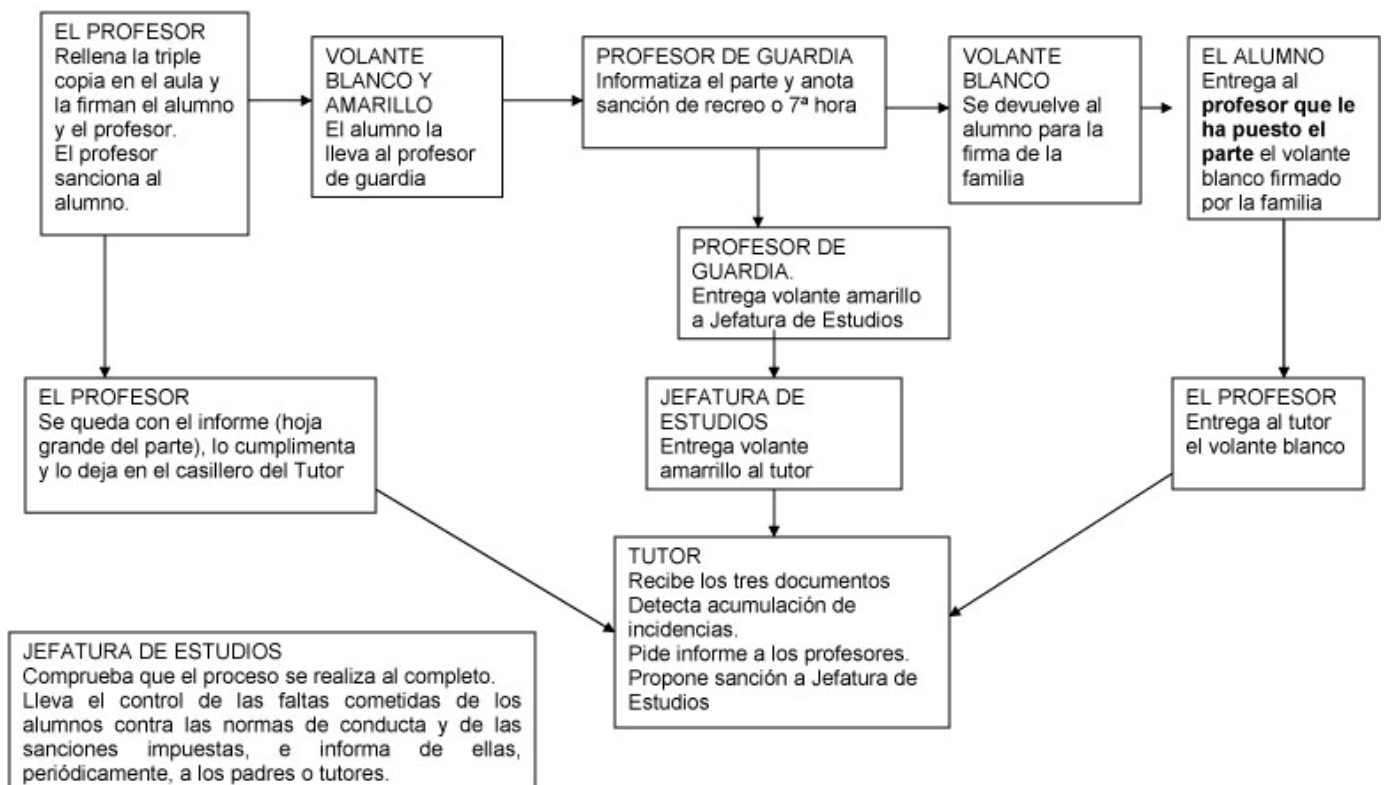 EL PROFESOR
Rellena la triple
copia en el aula y
la firman el alumno
y el profesor.
El profesor
sanciona al
alumno.
VOLANTE
BLANCO Y
AMARILLO
El alumno la
lleva al profesor
de guardia
PROFESOR DE GUARDIA
Informatiza el parte y anota
sanción de recreo o 7ª hora
VOLANTE
BLANCO
Se devuelve al
alumno para la
firma de la
familia
EL ALUMNO
Entrega al
profesor que le
ha puesto el
parte el volante
blanco firmado
por la familia
PROFESOR DE
GUARDIA.
Entrega volante amarillo
a Jefatura de Estudios
EL PROFESOR
Se queda con el informe (hoja
grande del parte), lo cumplimenta
y lo deja en el casillero del Tutor
JEFATURA DE
ESTUDIOS
Entrega volante
amarrillo al tutor
EL PROFESOR
Entrega al tutor
el volante blanco
TUTOR
Recibe los tres documentos
Detecta acumulación de
incidencias.
Pide informe a los profesores.
Propone sanción a Jefatura de
Estudios
JEFATURA DE ESTUDIOS
Comprueba que el proceso se realiza al completo.
Lleva el control de las faltas cometidas de los
alumnos contra las normas de conducta y de las
sanciones impuestas, e informa de ellas,
periódicamente, a los padres o tutores.